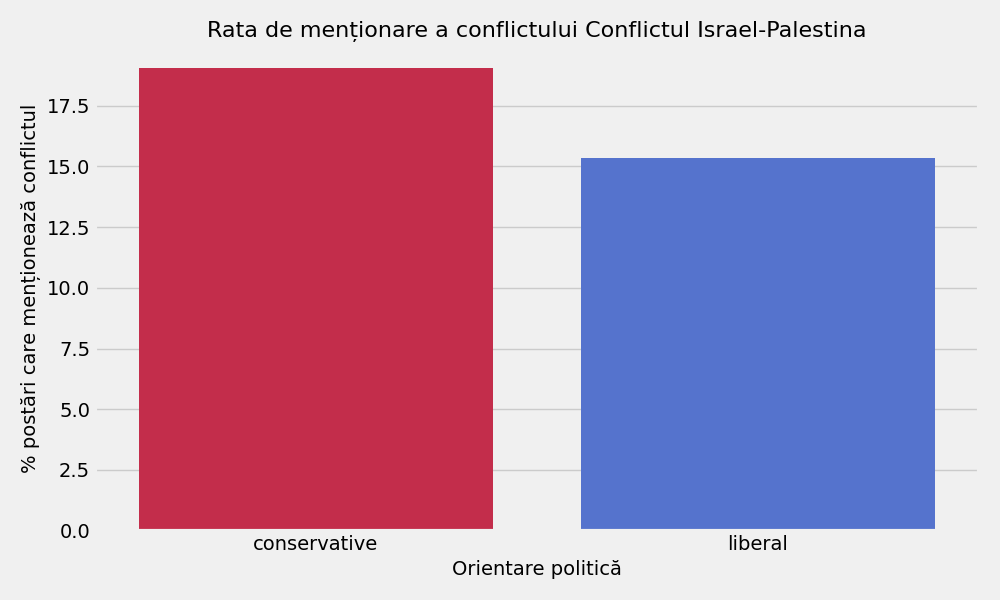 Rata de menționare a conflictului Conflictul Israel-Palestina
% postări care menționează conflictul
17.5
15.0
12.5
10.0
7.5
5.0
2.5
0.0
conservative
liberal
Orientare politică